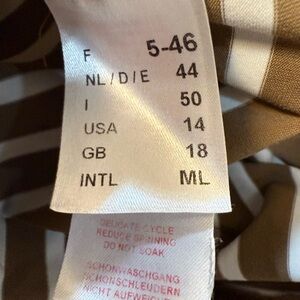 F 5-46
NL/D/E 44
I 50
USA 14
GB 18
INTL ML
DELICATE CYCLE
REDUCE SPINNING
DO NOT SOAK
SCHONWASCHGANG
SCHONSCHLEUDERN
NICHT AUFWEICHEN